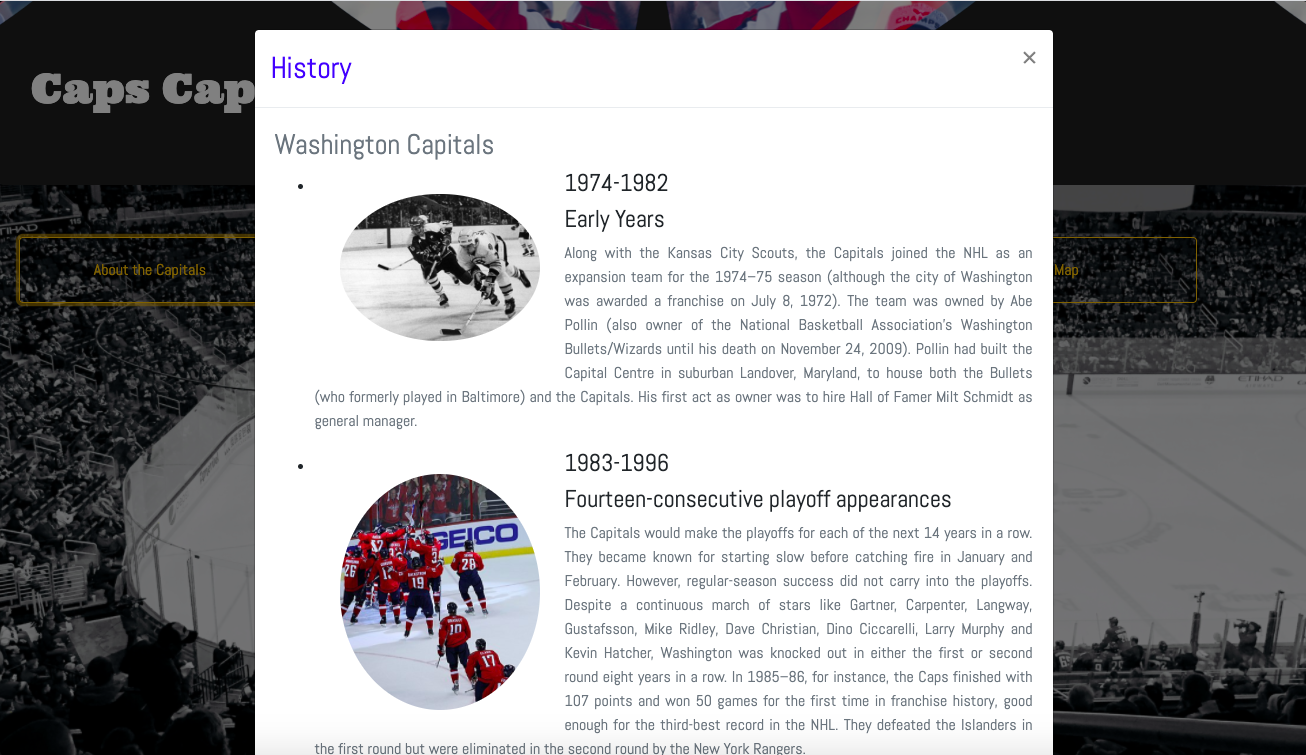 CHAMPS
Caps Cap
History
×
Washington Capitals
1974-1982
Early Years
Along with the Kansas City Scouts, the Capitals joined the NHL as an
expansion team for the 1974–75 season (although the city of Washington
was awarded a franchise on July 8, 1972). The team was owned by Abe
Pollin (also owner of the National Basketball Association's Washington
Bullets/Wizards until his death on November 24, 2009). Pollin had built the
Capital Centre in suburban Landover, Maryland, to house both the Bullets
(who formerly played in Baltimore) and the Capitals. His first act as owner was to hire Hall of Famer Milt Schmidt as
general manager.
About the Capitals
Map
ETIHAD
1983-1996
Fourteen-consecutive playoff appearances
The Capitals would make the playoffs for each of the next 14 years in a row.
They became known for starting slow before catching fire in January and
February. However, regular-season success did not carry into the playoffs.
Despite a continuous march of stars like Gartner, Carpenter, Langway,
Gustafsson, Mike Ridley, Dave Christian, Dino Ciccarelli, Larry Murphy and
Kevin Hatcher, Washington was knocked out in either the first or second
round eight years in a row. In 1985–86, for instance, the Caps finished with
107 points and won 50 games for the first time in franchise history, good
enough for the third-best record in the NHL. They defeated the Islanders in
the first round but were eliminated in the second round by the New York Rangers.
GEICO
26
19
28
10
17